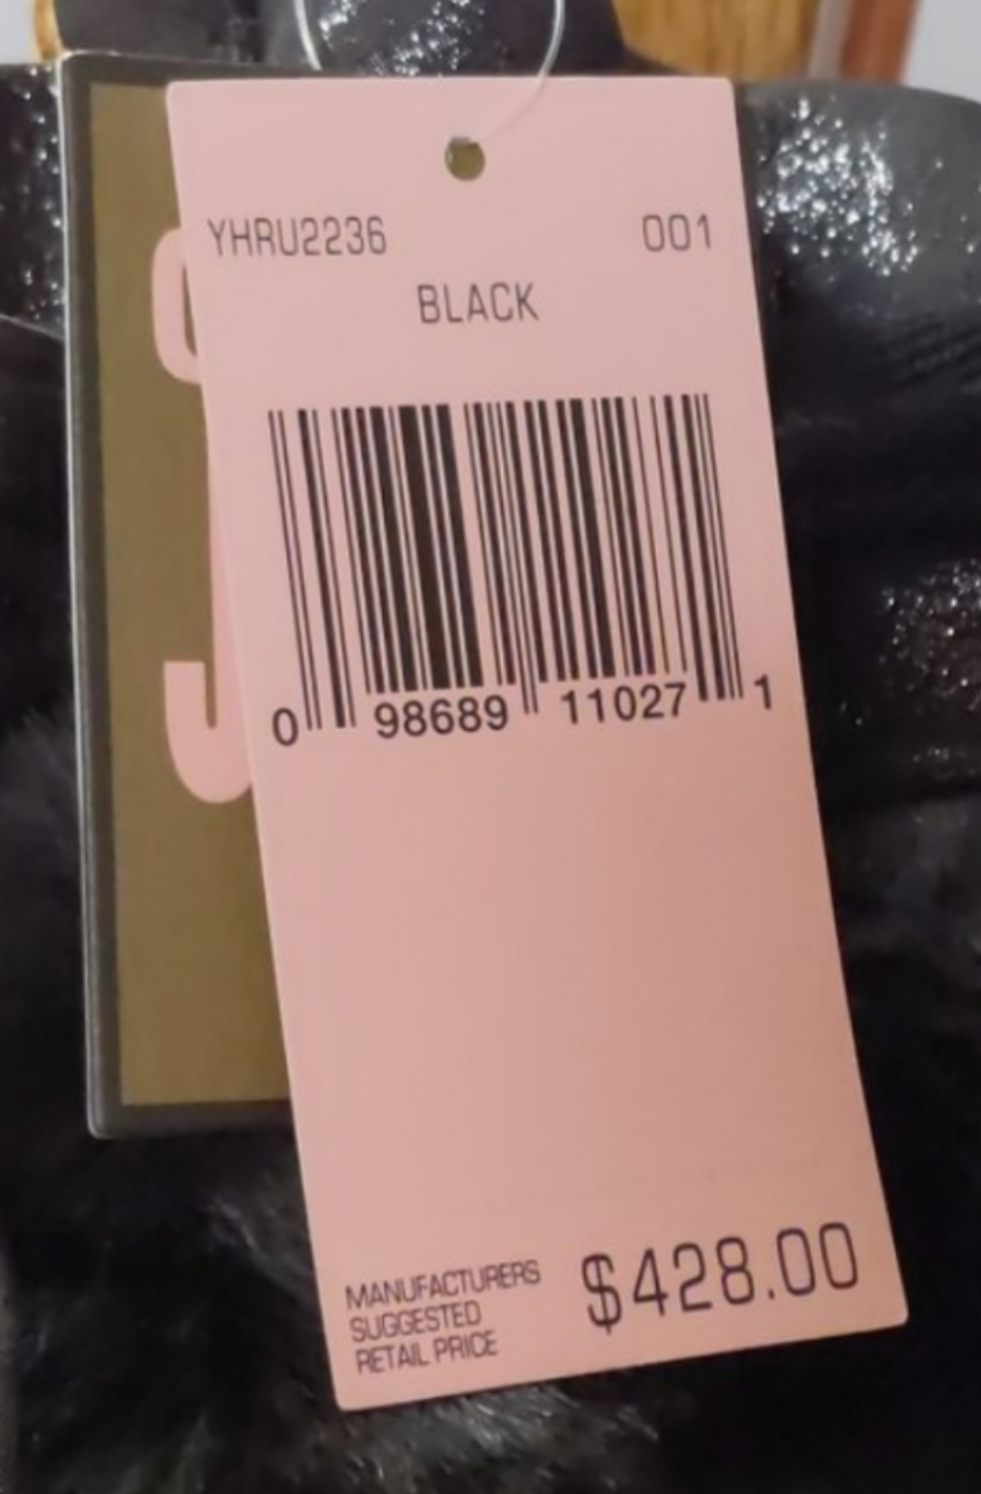 YHRU2236 001
BLACK
0 98689 11027 1
MANUFACTURERS
SUGGESTED
RETAIL PRICE
$428.00